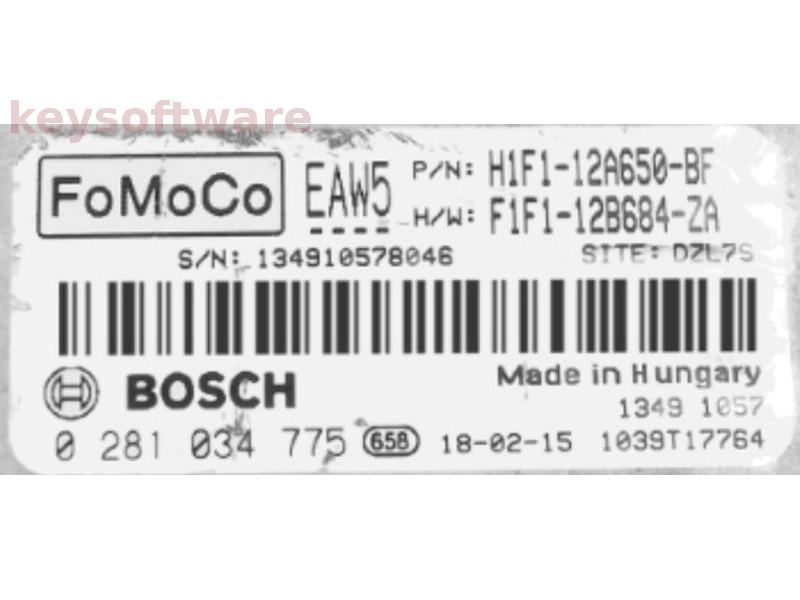 keysoftware
FoMoCo EAW5 P/N: H1F1-12A650-BF
H/W: F1F1-12B684-ZA
S/N: 134910578046 SITE: DZL7S
BOSCH Made in Hungary
1349 1057
0 281 034 775 658 18-02-15 1039T17764